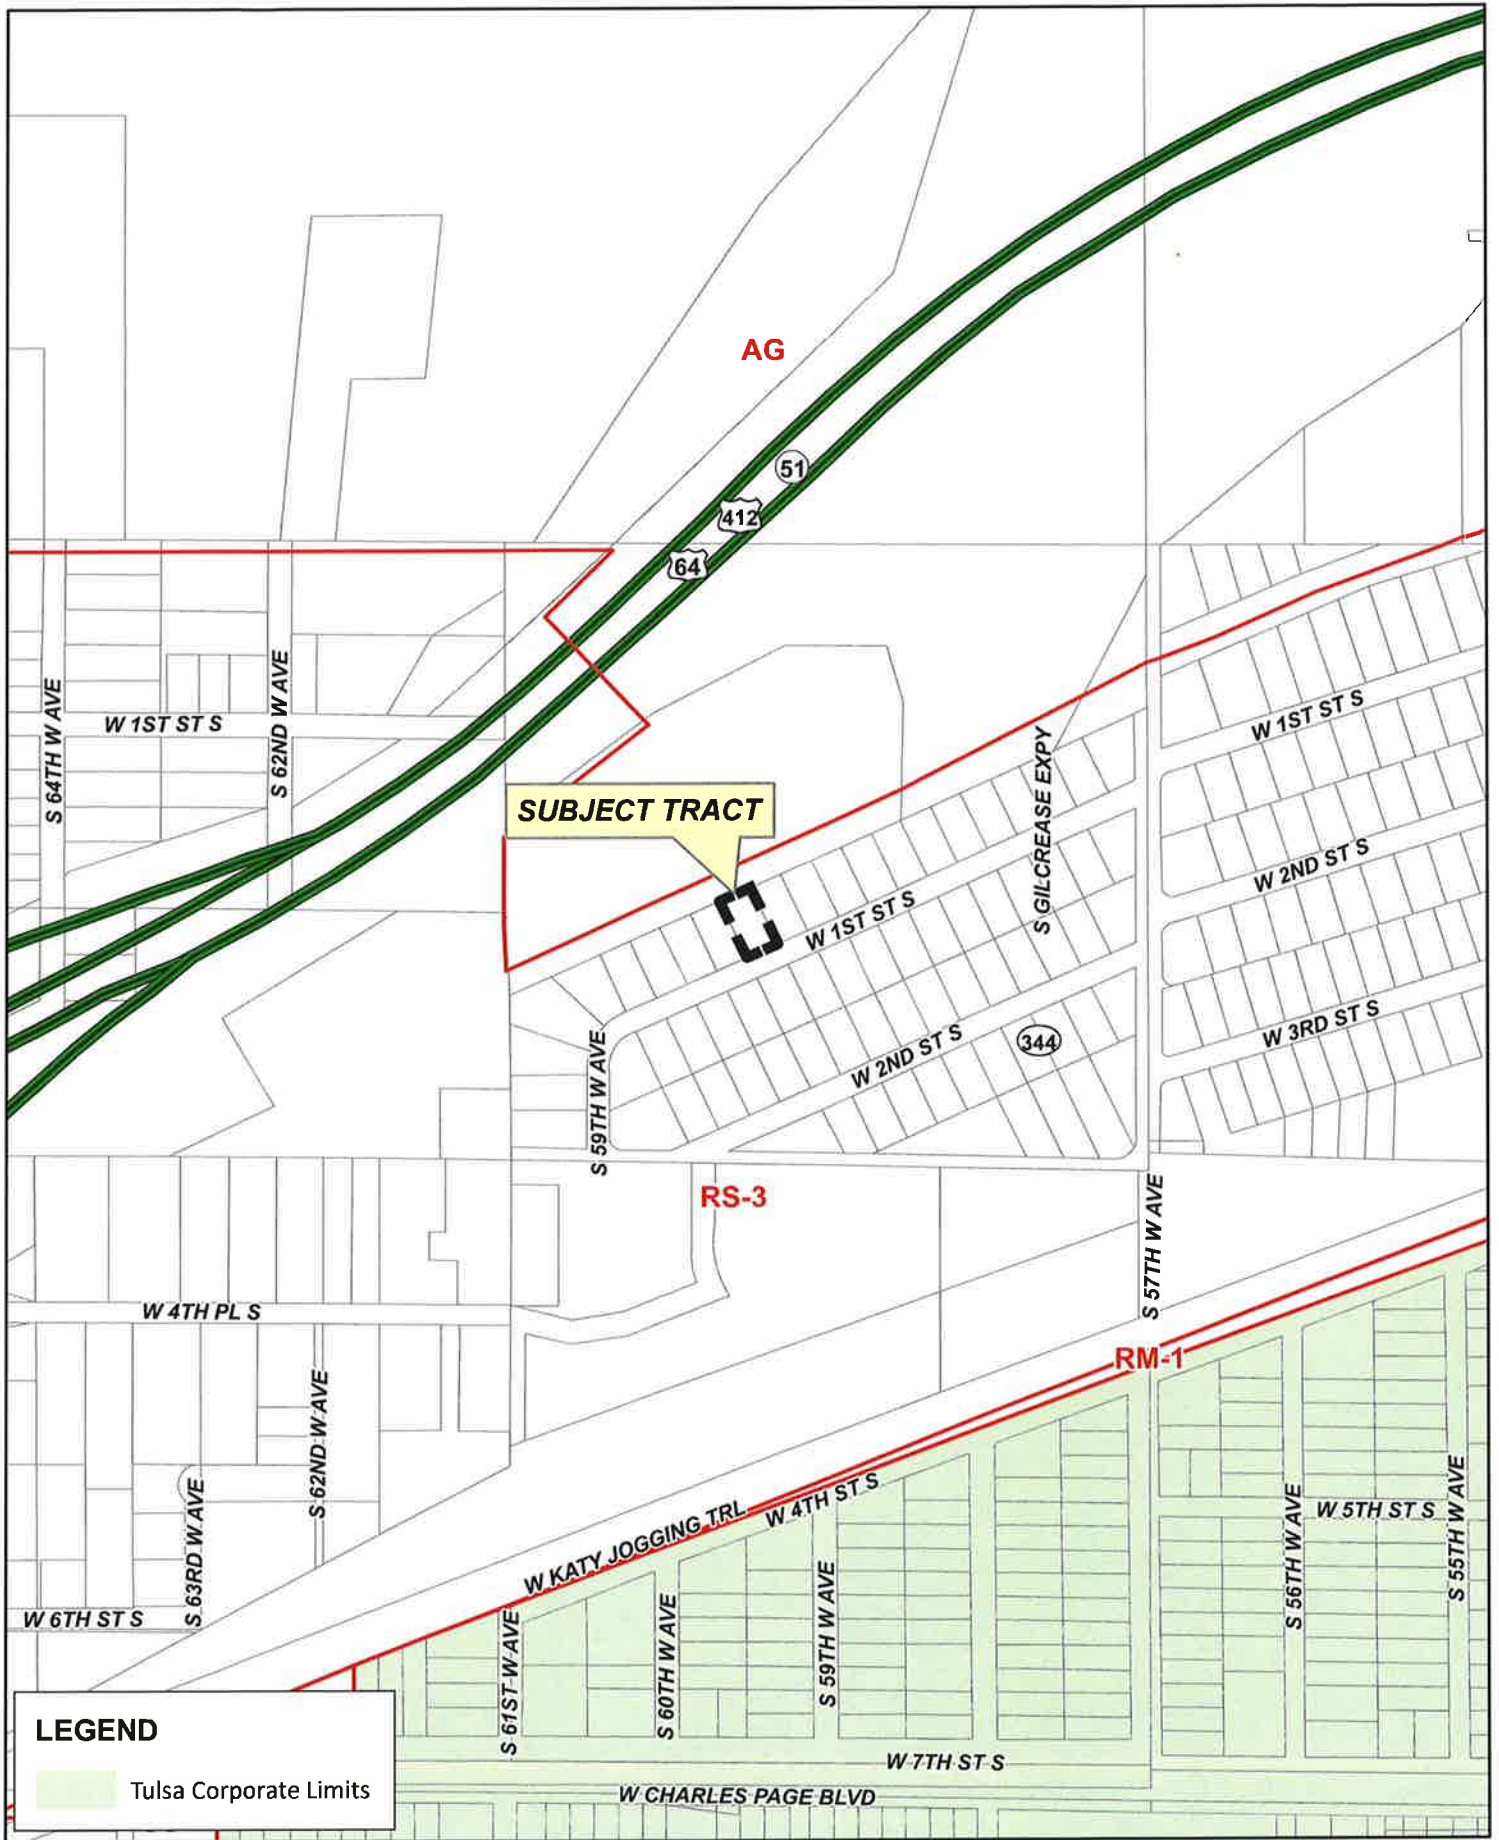 AG
51
412
64
W 1ST ST S
S 64TH W AVE
S 62ND W AVE
W 1ST ST S
SUBJECT TRACT
S GILCREASE EXPY
W 2ND ST S
W 1ST ST S
W 3RD ST S
344
W 2ND ST S
S 59TH W AVE
RS-3
S 57TH W AVE
W 4TH PL S
RM-1
S 62ND W AVE
W 4TH ST S
W 5TH ST S
S 55TH W AVE
S 56TH W AVE
S 63RD W AVE
W KATY JOGGING TRL
W 6TH ST S
S 59TH W AVE
S 60TH W AVE
S 61ST W AVE
LEGEND
Tulsa Corporate Limits
W 7TH ST S
W CHARLES PAGE BLVD